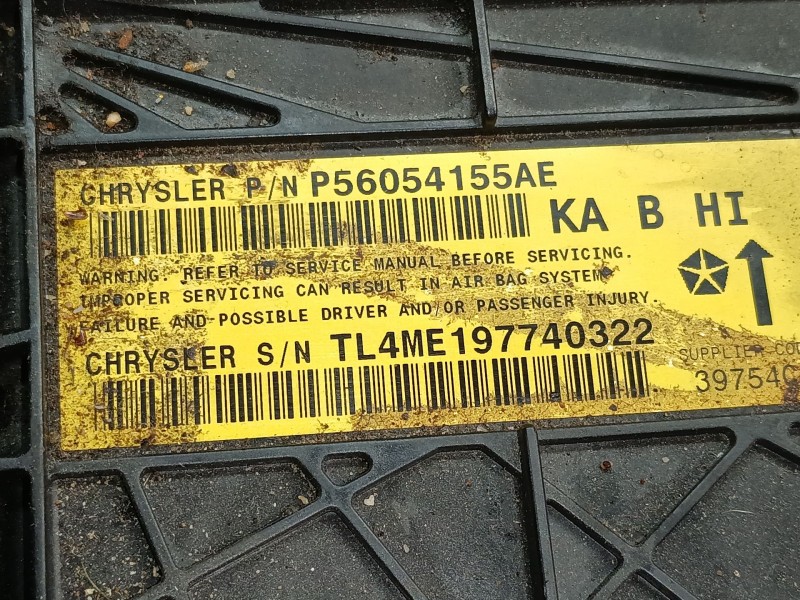 CHRYSLER P/N P56054155AE
KA B HI
WARNING. REFER TO SERVICE MANUAL BEFORE SERVICING.
IMPROPER SERVICING CAN RESULT IN AIR BAG SYSTEM
FAILURE AND POSSIBLE DRIVER AND/OR PASSENGER INJURY.
CHRYSLER S/N TL4ME197740322
SUPPLIER
39754